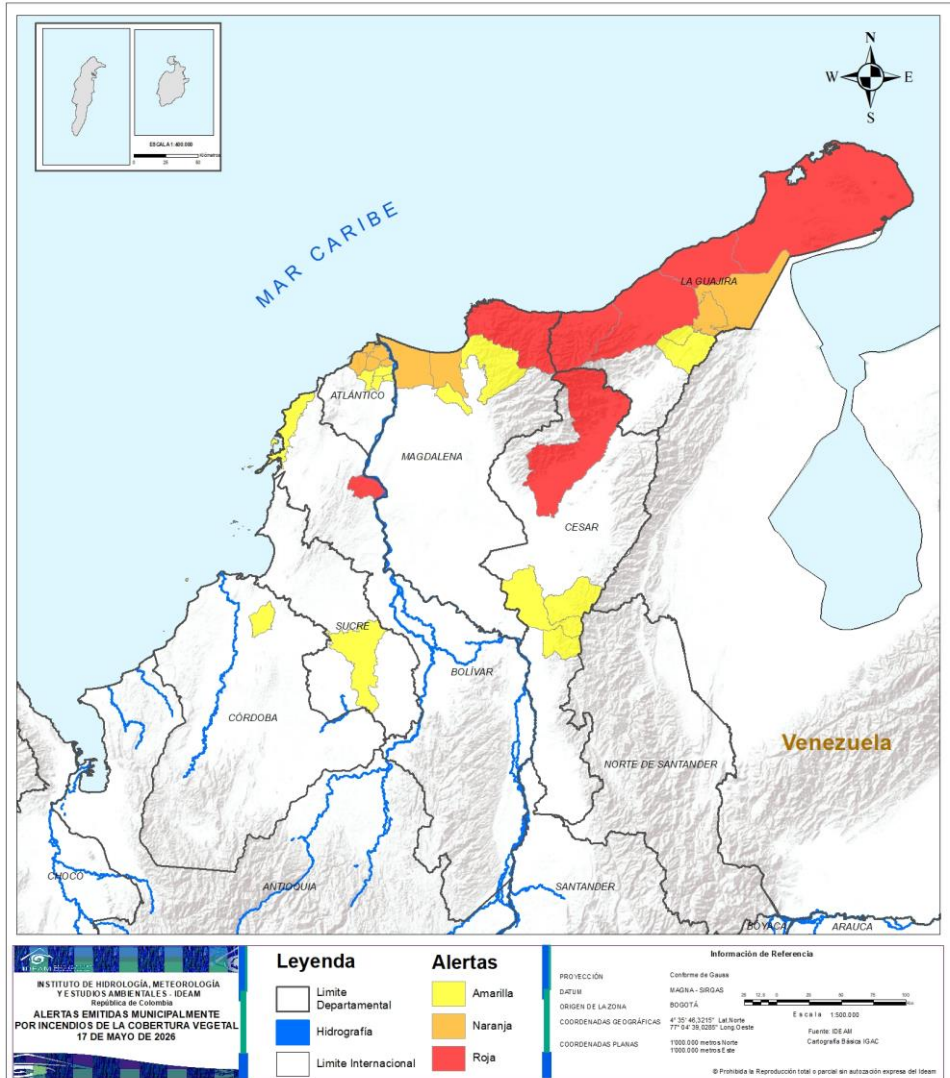 ESCALA 1:400.000
Kilómetros
N
W
E
S
MAR CARIBE
LA GUAJIRA
ATLÁNTICO
MAGDALENA
CESAR
SUCRE
BOLÍVAR
CÓRDOBA
Venezuela
NORTE DE SANTANDER
CHOCÓ
ANTIOQUIA
SANTANDER
BOYACÁ
ARAUCA
IDEAM
INSTITUTO DE HIDROLOGÍA, METEOROLOGÍA
Y ESTUDIOS AMBIENTALES - IDEAM
República de Colombia
ALERTAS EMITIDAS MUNICIPALMENTE
POR INCENDIOS DE LA COBERTURA VEGETAL
17 DE MAYO DE 2026
Leyenda
Limite
Departamental
Hidrografía
Limite Internacional
Alertas
Amarilla
Naranja
Roja
Información de Referencia
PROYECCIÓN Conforme de Gauss
DATUM MAGNA - SIRGAS
ORIGEN DE LA ZONA BOGOTÁ
COORDENADAS GEOGRÁFICAS 4° 35' 46,3215" Lat.Norte
77° 04' 39,0285" Long.Oeste
COORDENADAS PLANAS 1'000.000 metros Norte
1'000.000 metros Este
Escala 1:500.000
Fuente: IDEAM
Cartografía Básica IGAC
© Prohibida la Reproducción total o parcial sin autorización expresa del Ideam